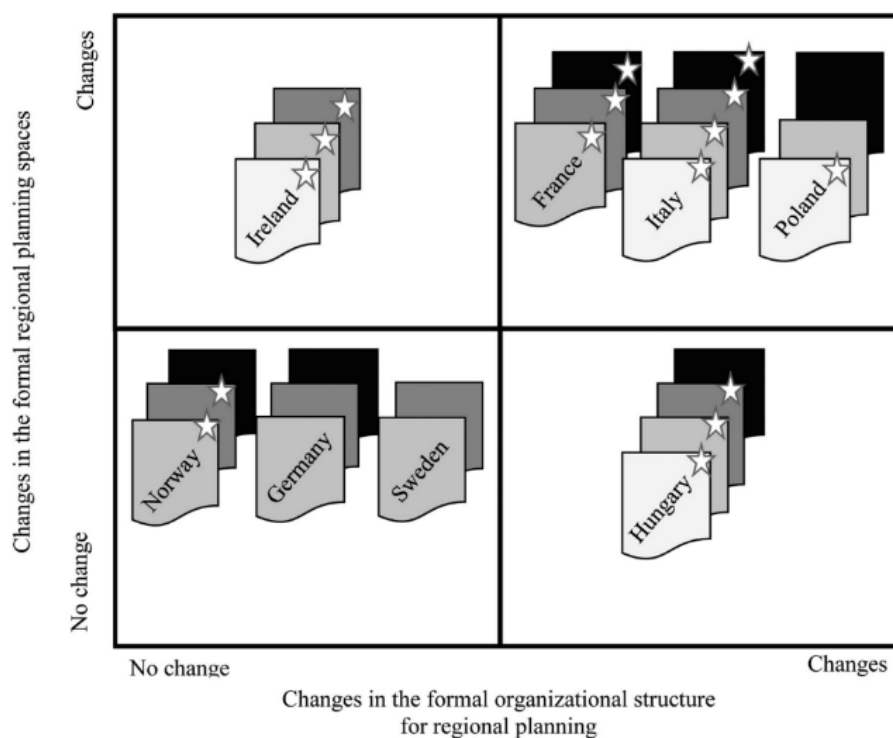 Changes in the formal regional planning spaces
Changes
No change
Ireland
France
Italy
Poland
Norway
Germany
Sweden
Hungary
No change
Changes
Changes in the formal organizational structure
for regional planning